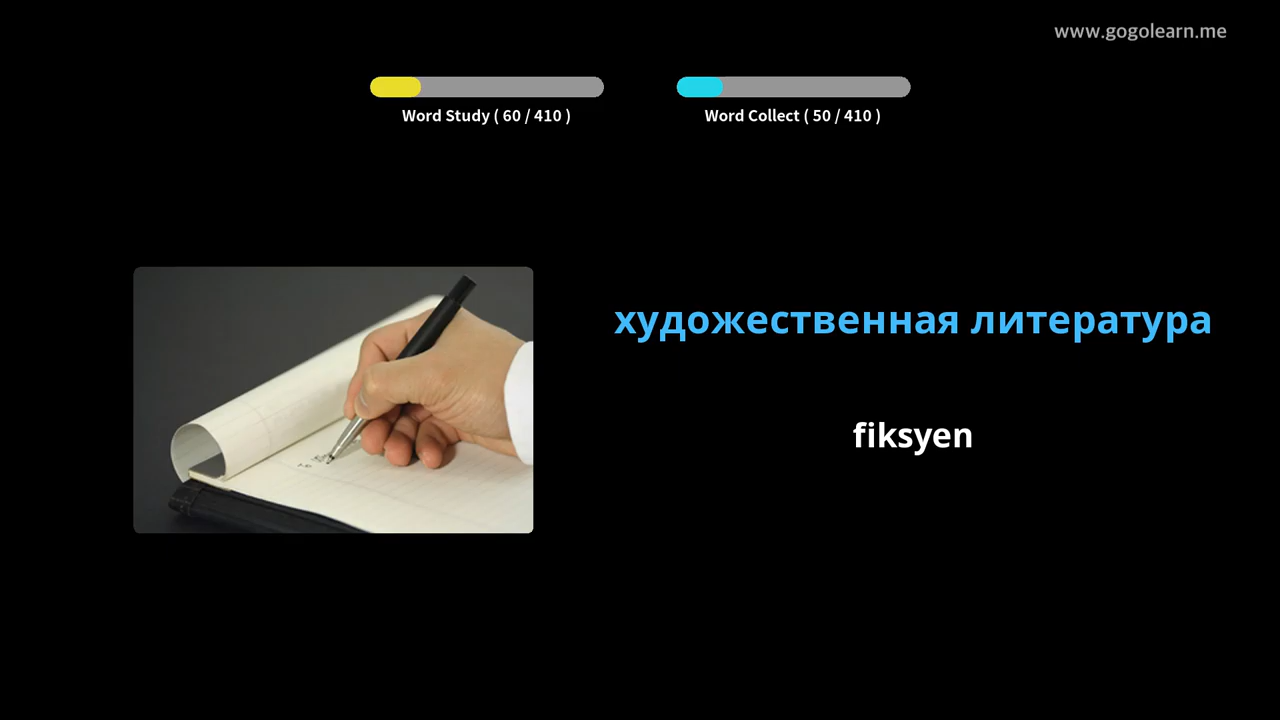 www.gogolearn.me
Word Study ( 60 / 410 )
Word Collect ( 50 / 410 )
художественная литература
fiksyen